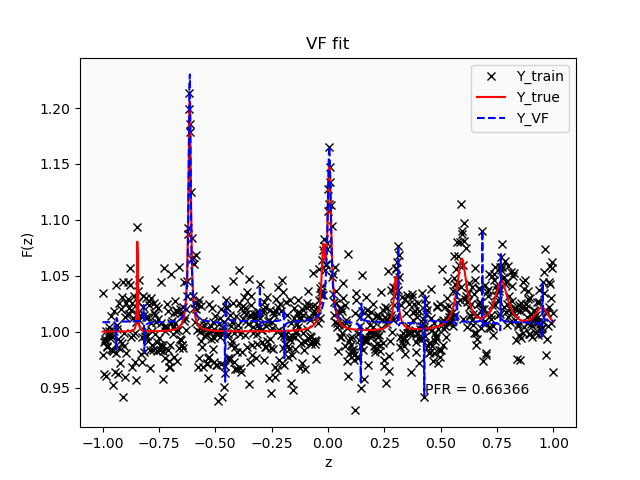 VF fit
Y_train
Y_true
Y_VF
1.20
1.15
1.10
1.05
1.00
0.95
F(z)
PFR = 0.66366
−1.00 −0.75 −0.50 −0.25 0.00 0.25 0.50 0.75 1.00
z